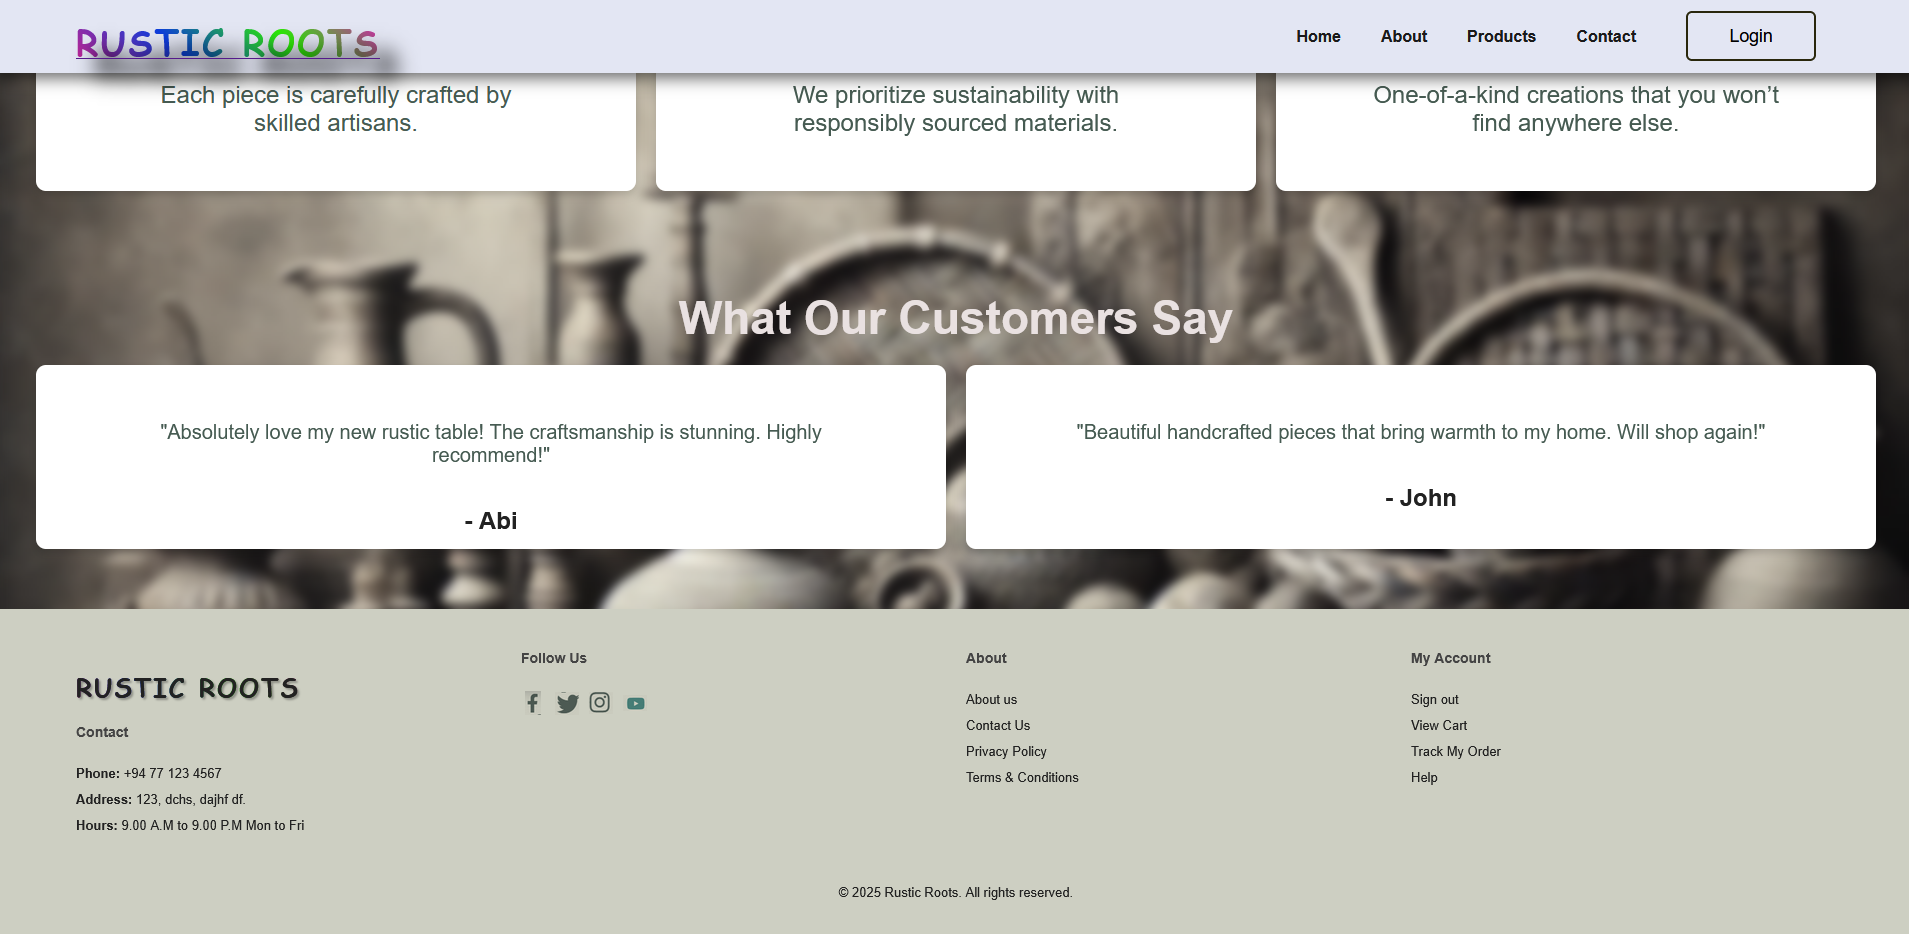 RUSTIC ROOTS
Home About Products Contact Login
Each piece is carefully crafted by
skilled artisans.
We prioritize sustainability with
responsibly sourced materials.
One-of-a-kind creations that you won’t
find anywhere else.
What Our Customers Say
"Absolutely love my new rustic table! The craftsmanship is stunning. Highly
recommend!"
- Abi
"Beautiful handcrafted pieces that bring warmth to my home. Will shop again!"
- John
RUSTIC ROOTS
Contact
Phone: +94 77 123 4567
Address: 123, dchs, dajhf df.
Hours: 9.00 A.M to 9.00 P.M Mon to Fri
Follow Us
About
About us
Contact Us
Privacy Policy
Terms & Conditions
My Account
Sign out
View Cart
Track My Order
Help
© 2025 Rustic Roots. All rights reserved.